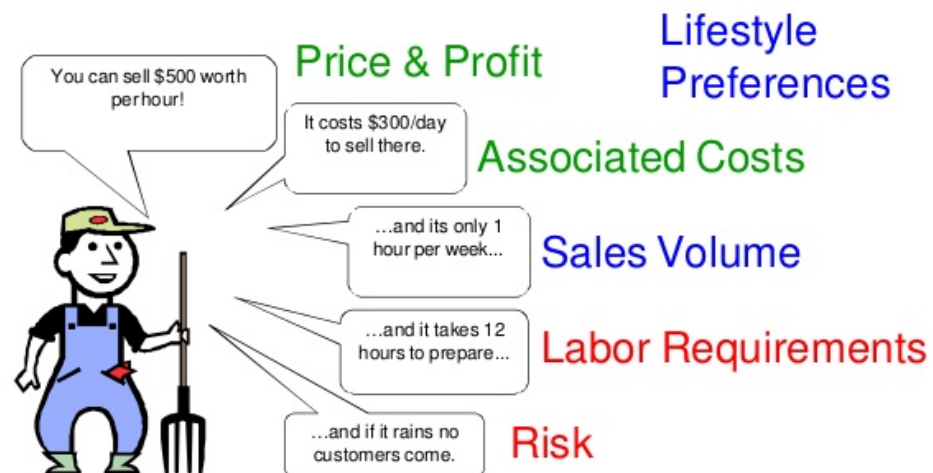 Lifestyle
Preferences
Price & Profit
You can sell $500 worth
perhour!
It costs $300/day
to sell there.
Associated Costs
...and its only 1
hour per week...
Sales Volume
...and it takes 12
hours to prepare...
Labor Requirements
...and if it rains no
customers come.
Risk